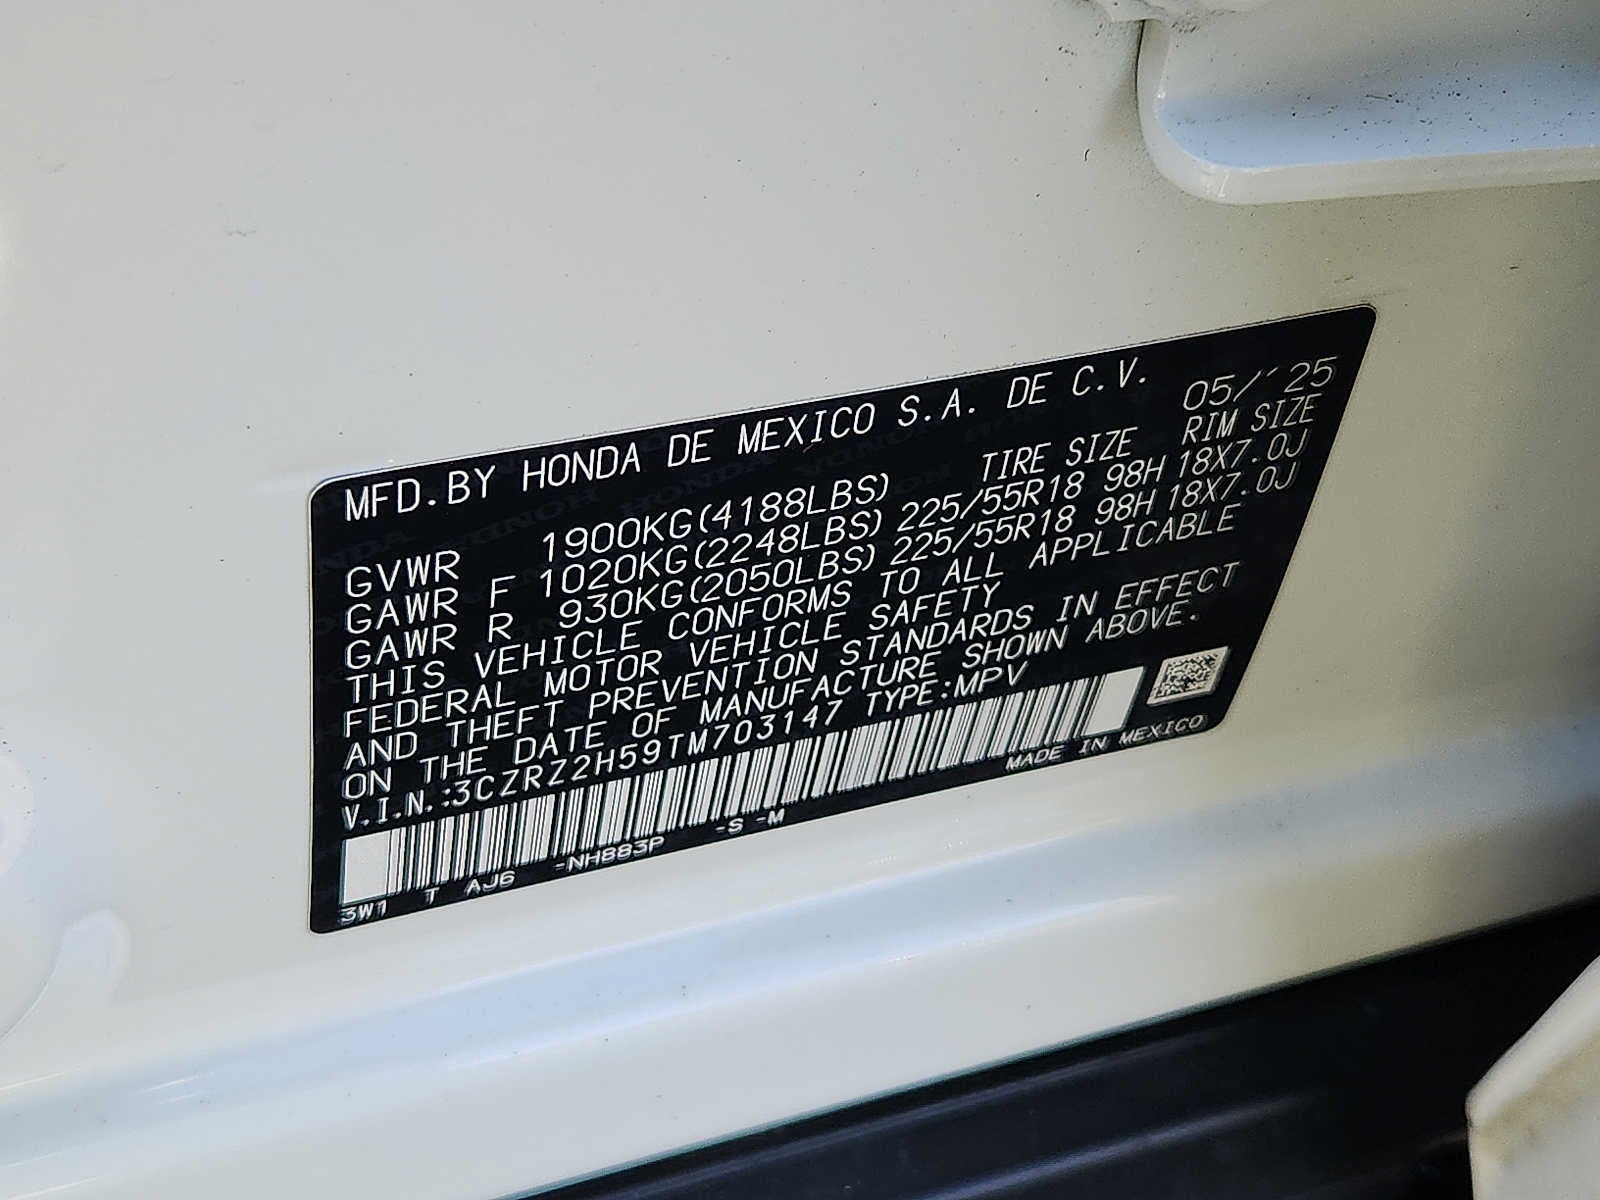 MFD.BY HONDA DE MEXICO S.A. DE C.V. 05/'25
GVWR 1900KG(4188LBS) TIRE SIZE RIM SIZE
GAWR F 1020KG(2248LBS) 225/55R18 98H 18X7.0J
GAWR R 930KG(2050LBS) 225/55R18 98H 18X7.0J
THIS VEHICLE CONFORMS TO ALL APPLICABLE
FEDERAL MOTOR VEHICLE SAFETY
AND THEFT PREVENTION STANDARDS IN EFFECT
ON THE DATE OF MANUFACTURE SHOWN ABOVE.
V.I.N.:3CZRZ2H59TM703147 TYPE:MPV
3W1 T AJ6 -NH883P -S -M MADE IN MEXICO